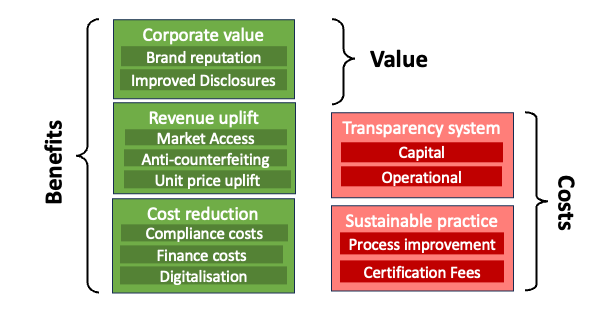 Benefits
Corporate value
Brand reputation
Improved Disclosures
Revenue uplift
Market Access
Anti-counterfeiting
Unit price uplift
Cost reduction
Compliance costs
Finance costs
Digitalisation
Value
Transparency system
Capital
Operational
Sustainable practice
Process improvement
Certification Fees
Costs